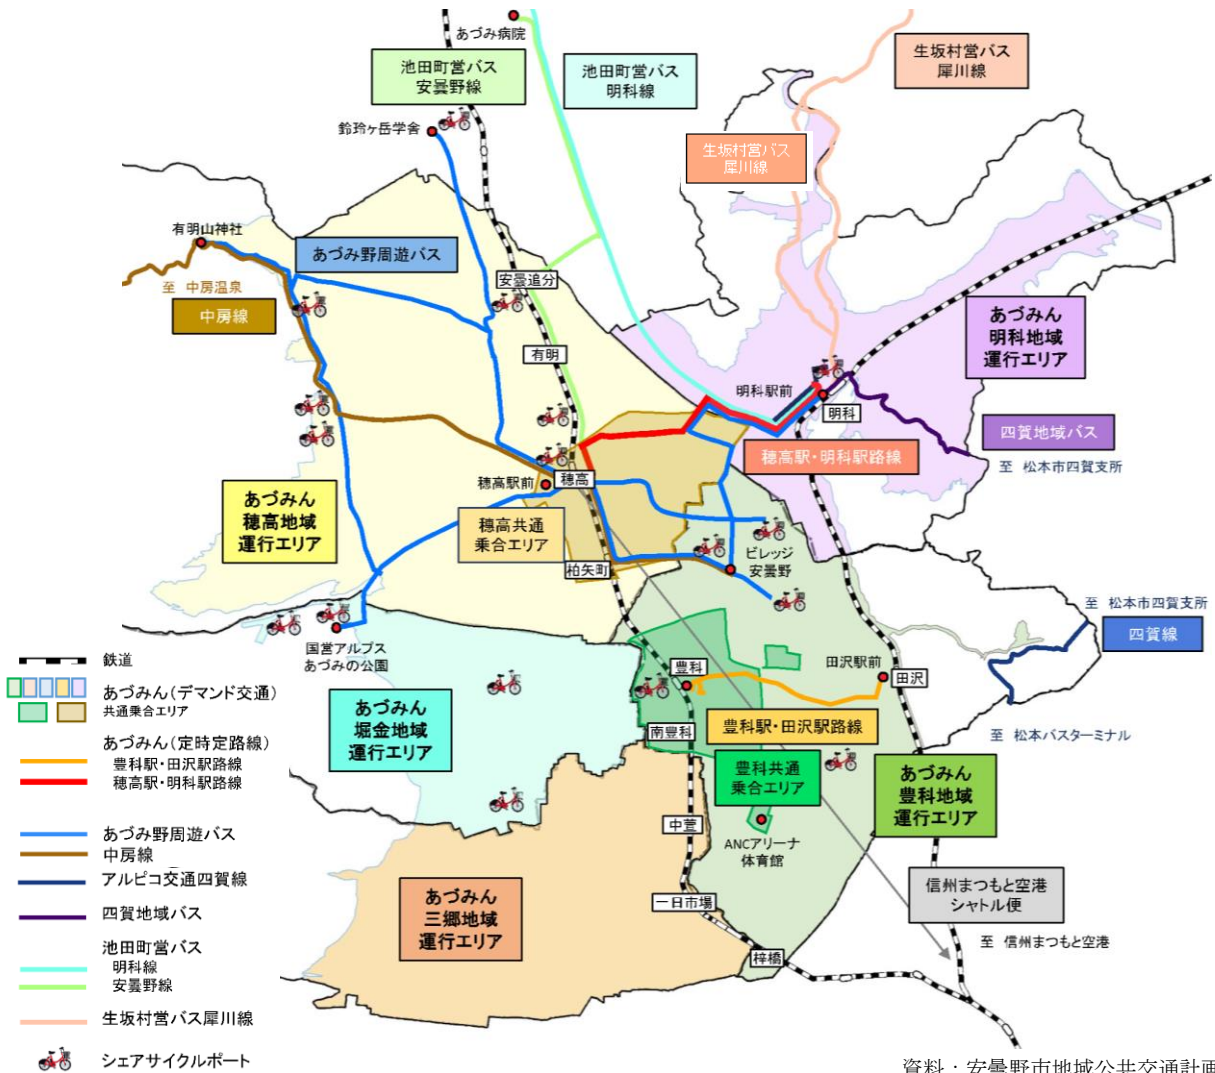 あづみ病院
池田町営バス
安曇野線
池田町営バス
明科線
生坂村営バス
犀川線
鈴玲ヶ岳学舎
生坂村営バス
犀川線
有明山神社
あづみ野周遊バス
至 中房温泉
中房線
安曇追分
有明
あづみん
明科地域
運行エリア
明科駅前
明科
四賀地域バス
至 松本市四賀支所
穂高駅・明科駅路線
穂高駅前
穂高
あづみん
穂高地域
運行エリア
穂高共通
乗合エリア
柏矢町
ビレッジ
安曇野
至 松本市四賀支所
四賀線
国営アルプス
あづみの公園
田沢駅前
田沢
豊科
南豊科
豊科駅・田沢駅路線
至 松本バスターミナル
あづみん
堀金地域
運行エリア
豊科共通
乗合エリア
あづみん
豊科地域
運行エリア
中萱
ANCアリーナ
体育館
あづみん
三郷地域
運行エリア
一日市場
信州まつもと空港
シャトル便
至 信州まつもと空港
梓橋
鉄道
あづみん(デマンド交通)
共通乗合エリア
あづみん(定時定路線)
豊科駅・田沢駅路線
穂高駅・明科駅路線
あづみ野周遊バス
中房線
アルピコ交通四賀線
四賀地域バス
池田町営バス
明科線
安曇野線
生坂村営バス犀川線
シェアサイクルポート
資料:安曇野市地域公共交通計画